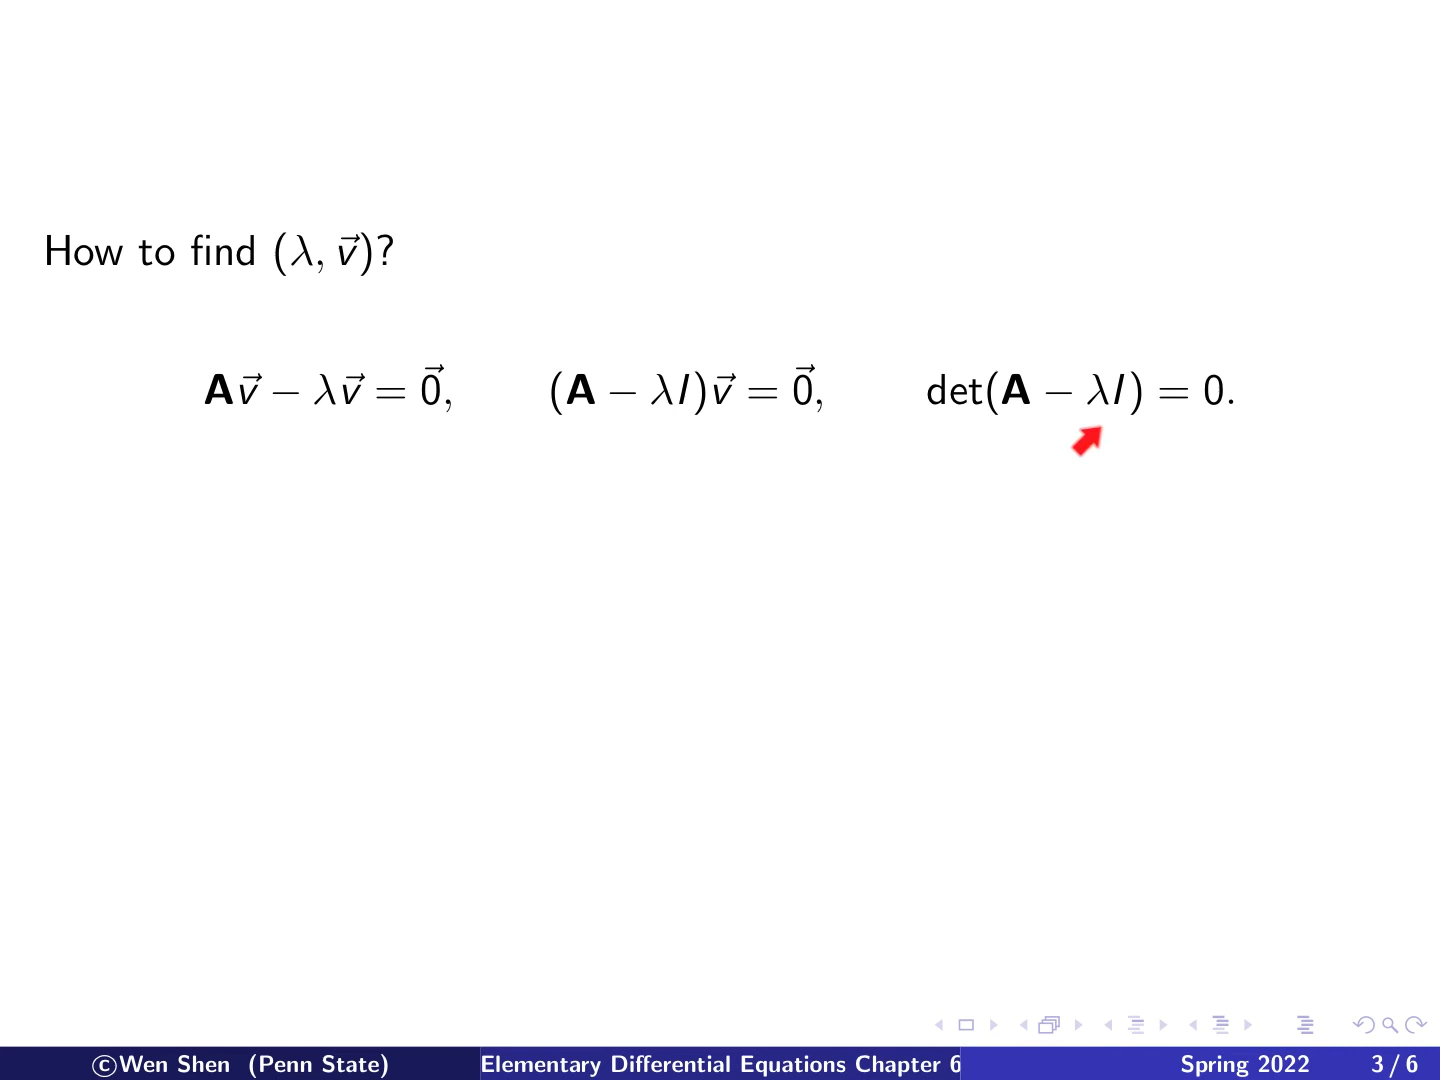 How to find (λ, v⃗)?
Av⃗ − λv⃗ = 0⃗, (A − λI)v⃗ = 0⃗, det(A − λI) = 0.
©Wen Shen (Penn State) Elementary Differential Equations Chapter 6 Spring 2022 3 / 6